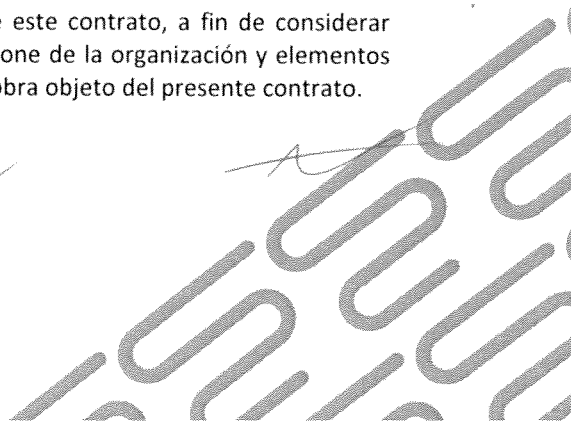 este contrato, a fin de considerar
one de la organización y elementos
obra objeto del presente contrato.